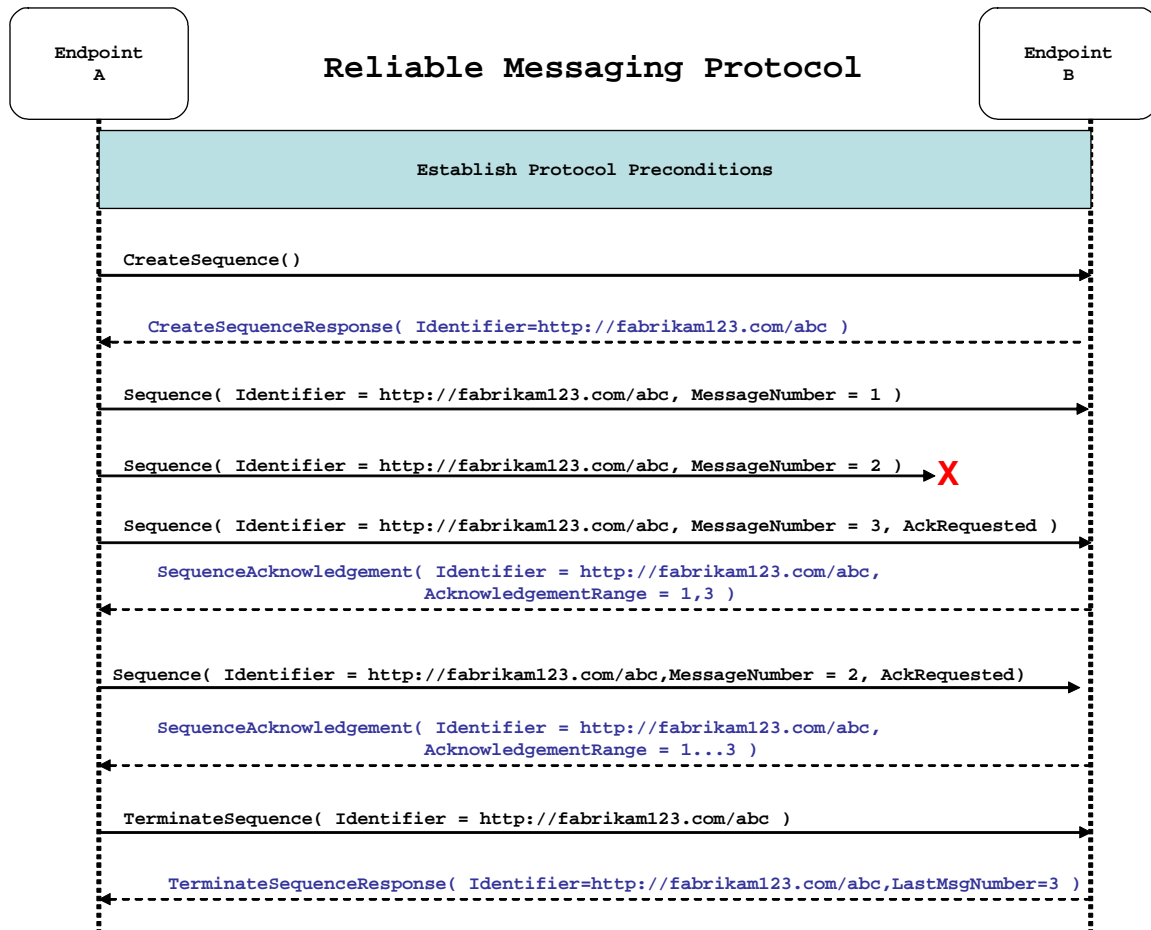 Endpoint
A
Reliable Messaging Protocol
Endpoint
B
Establish Protocol Preconditions
CreateSequence()
CreateSequenceResponse( Identifier=http://fabrikam123.com/abc )
Sequence( Identifier = http://fabrikam123.com/abc, MessageNumber = 1 )
Sequence( Identifier = http://fabrikam123.com/abc, MessageNumber = 2 )
X
Sequence( Identifier = http://fabrikam123.com/abc, MessageNumber = 3, AckRequested )
SequenceAcknowledgement( Identifier = http://fabrikam123.com/abc,
AcknowledgementRange = 1,3 )
Sequence( Identifier = http://fabrikam123.com/abc,MessageNumber = 2, AckRequested)
SequenceAcknowledgement( Identifier = http://fabrikam123.com/abc,
AcknowledgementRange = 1...3 )
TerminateSequence( Identifier = http://fabrikam123.com/abc )
TerminateSequenceResponse( Identifier=http://fabrikam123.com/abc,LastMsgNumber=3 )